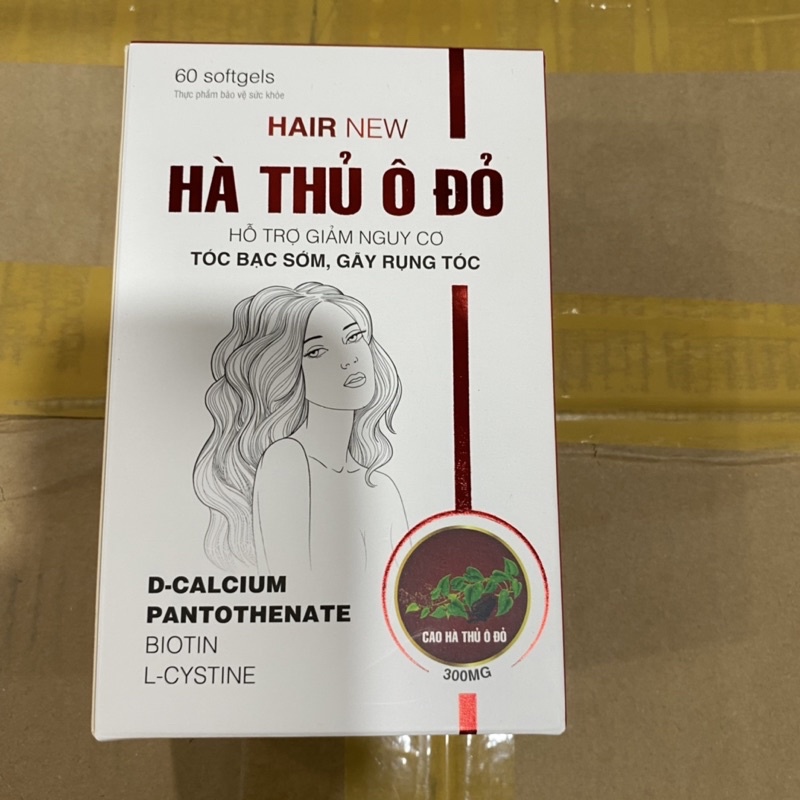 60 softgels
Thực phẩm bảo vệ sức khỏe
HAIR NEW
HÀ THỦ Ô ĐỎ
HỖ TRỢ GIẢM NGUY CƠ
TÓC BẠC SỚM, GÃY RỤNG TÓC
D-CALCIUM
PANTOTHENATE
BIOTIN
L-CYSTINE
CAO HÀ THỦ Ô ĐỎ
300MG